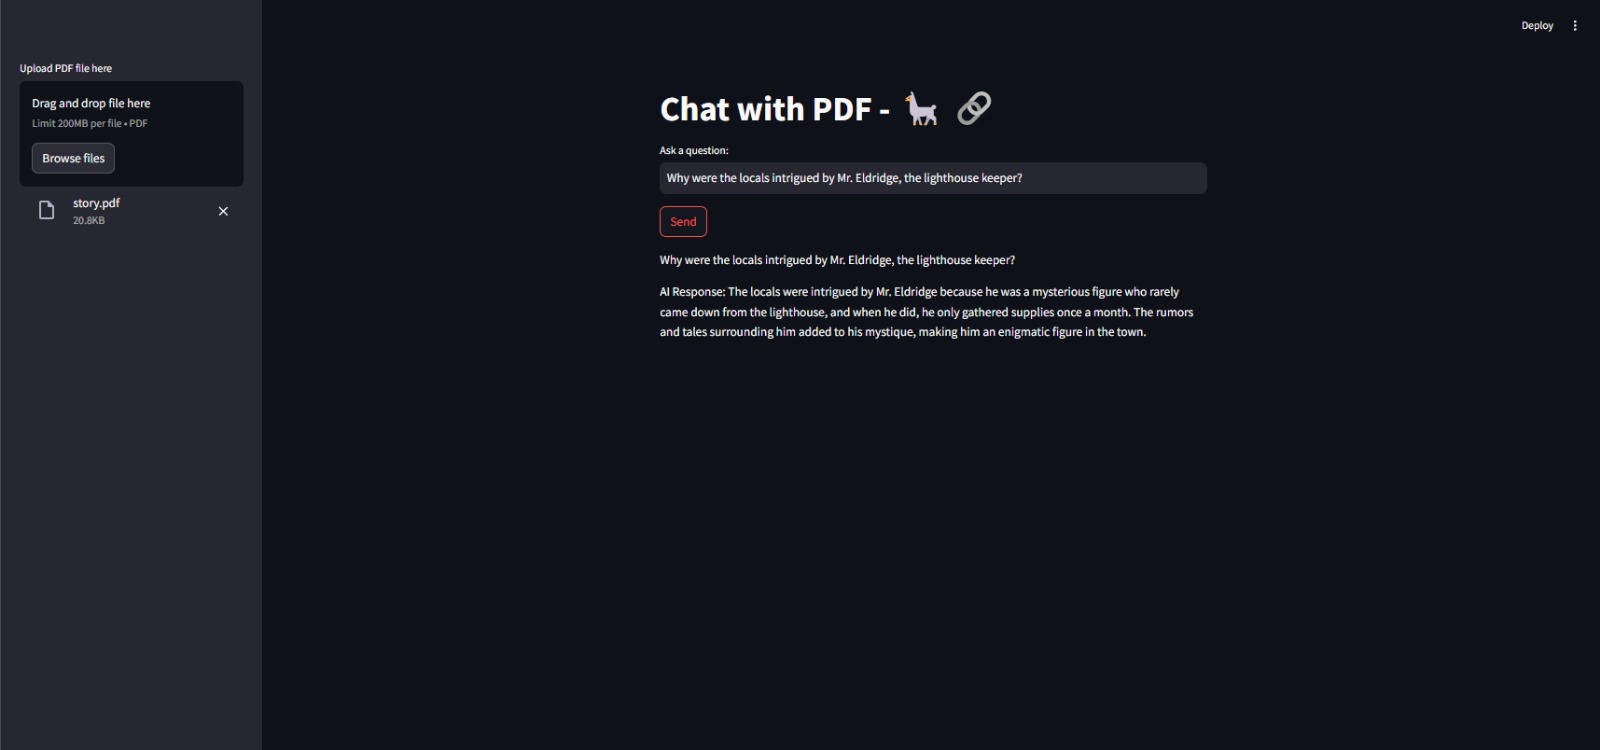 Deploy
Upload PDF file here
Drag and drop file here
Limit 200MB per file • PDF
Browse files
story.pdf
20.8KB
Chat with PDF - 🦙 🔗
Ask a question:
Why were the locals intrigued by Mr. Eldridge, the lighthouse keeper?
Send
Why were the locals intrigued by Mr. Eldridge, the lighthouse keeper?
AI Response: The locals were intrigued by Mr. Eldridge because he was a mysterious figure who rarely
came down from the lighthouse, and when he did, he only gathered supplies once a month. The rumors
and tales surrounding him added to his mystique, making him an enigmatic figure in the town.